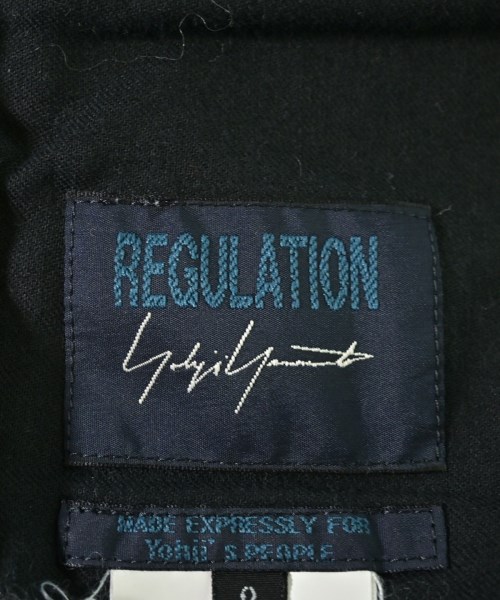 REGULATION
Yohji Yamamoto
MADE EXPRESSLY FOR
Yohji' S.PEOPLE